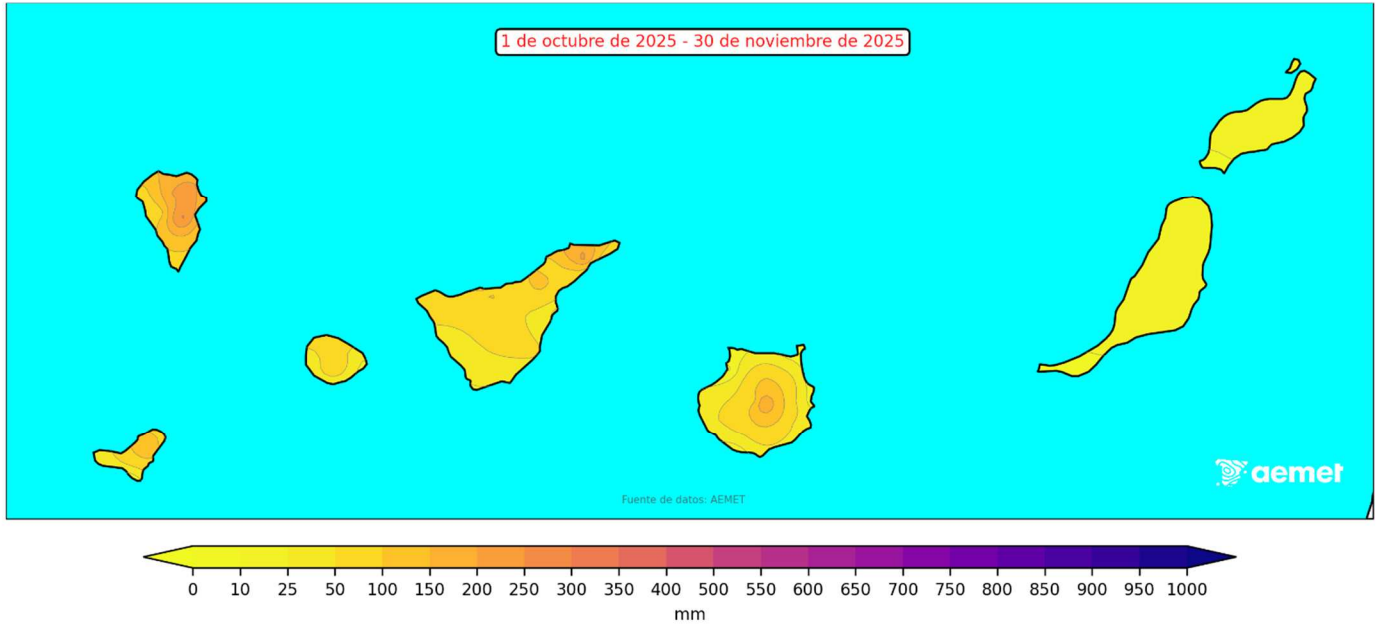 1 de octubre de 2025 - 30 de noviembre de 2025
aemet
Fuente de datos: AEMET
0 10 25 50 100 150 200 250 300 350 400 500 550 600 650 700 750 800 850 900 950 1000
mm